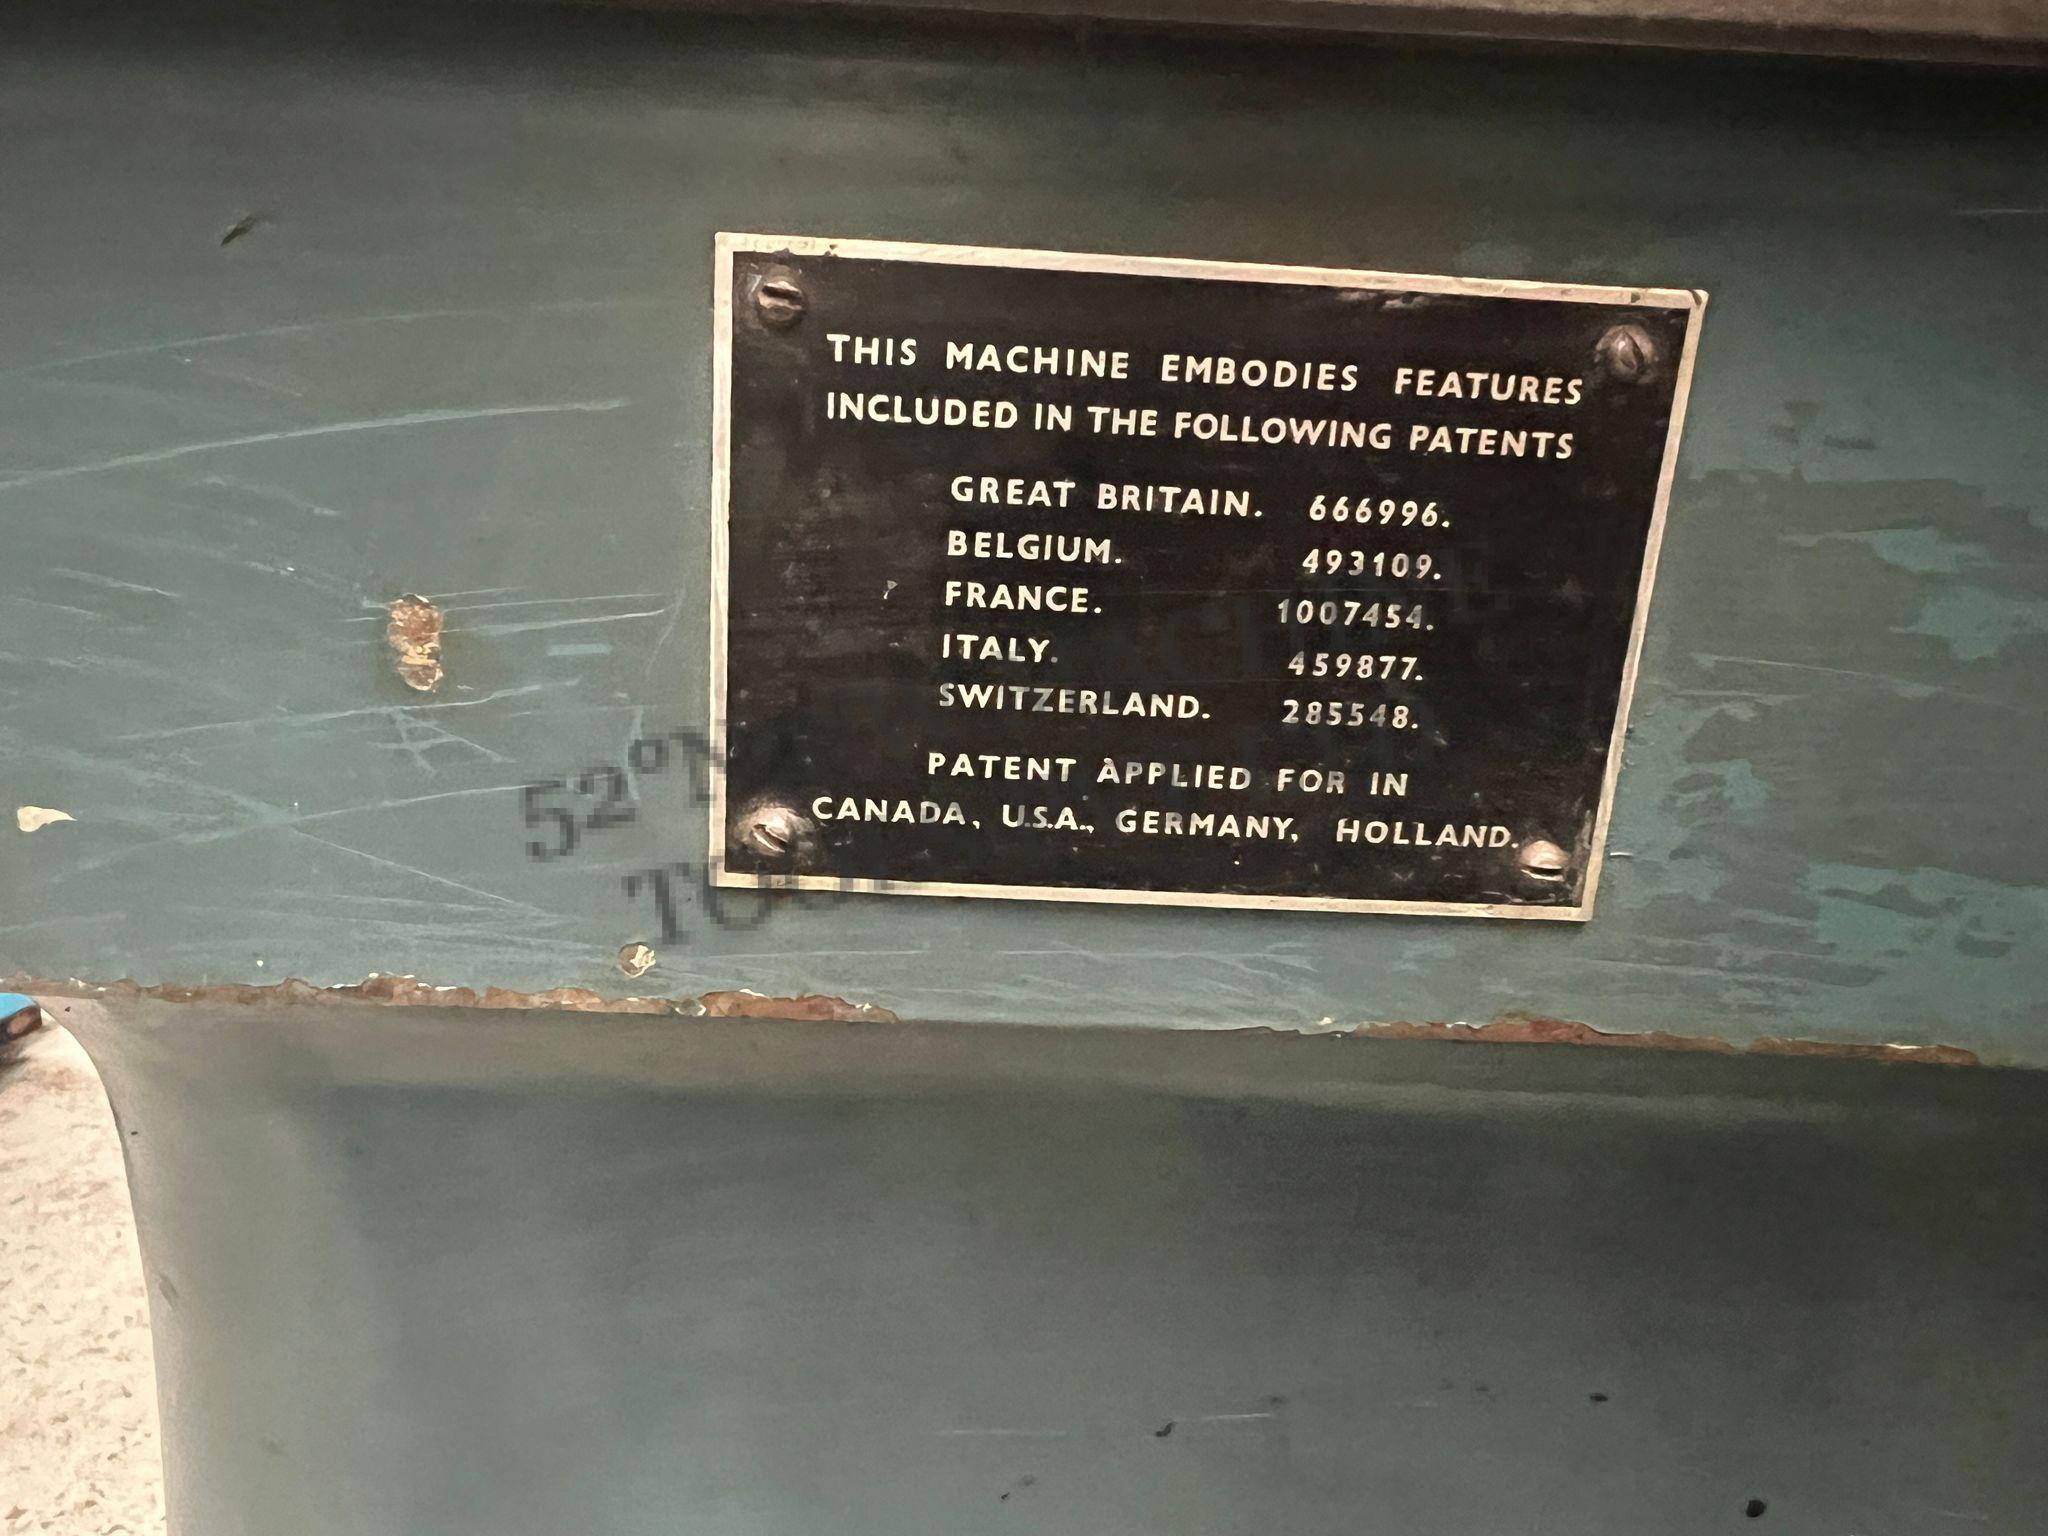 THIS MACHINE EMBODIES FEATURES
INCLUDED IN THE FOLLOWING PATENTS
GREAT BRITAIN. 666996.
BELGIUM. 493109.
FRANCE. 1007454.
ITALY. 459877.
SWITZERLAND. 285548.
PATENT APPLIED FOR IN
CANADA, U.S.A., GERMANY, HOLLAND.